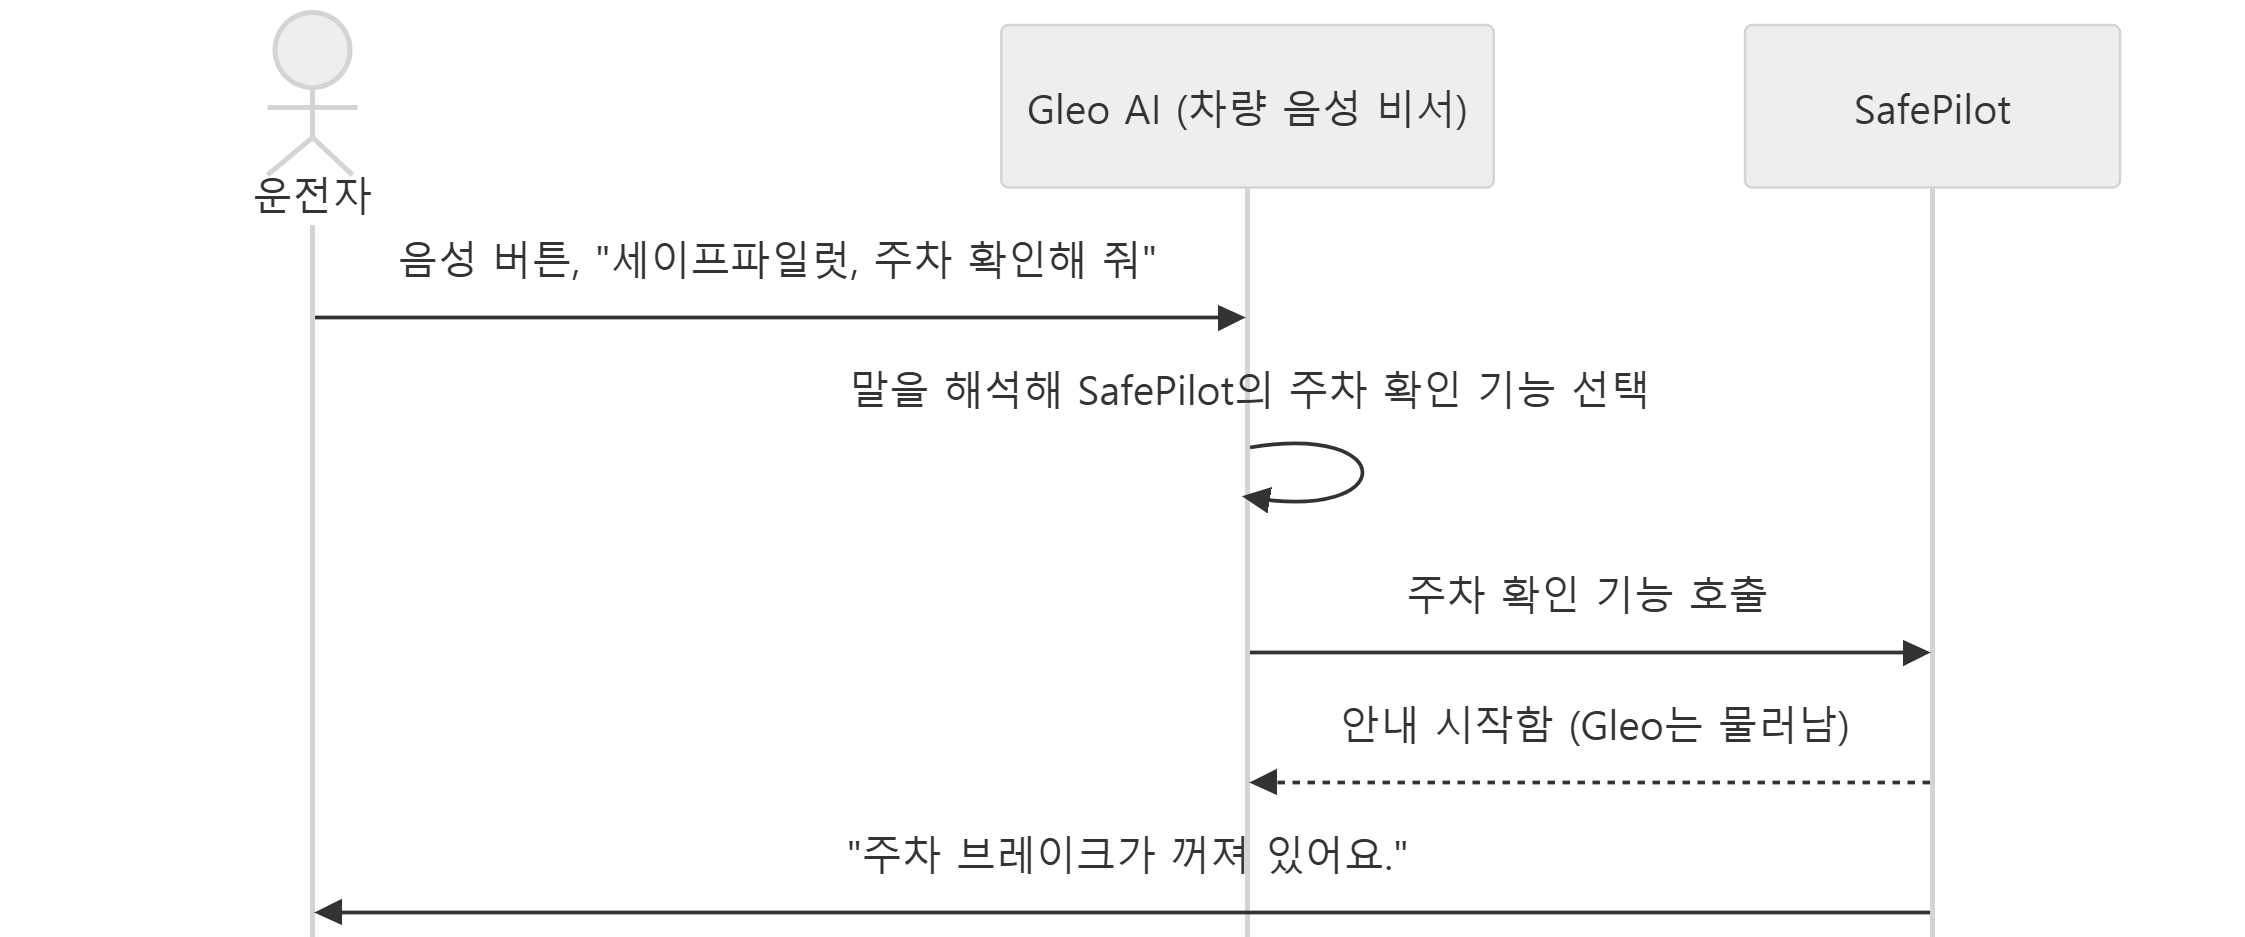 운전자
Gleo AI (차량 음성 비서)
SafePilot
음성 버튼, "세이프파일럿, 주차 확인해 줘"
말을 해석해 SafePilot의 주차 확인 기능 선택
주차 확인 기능 호출
안내 시작함 (Gleo는 물러남)
"주차 브레이크가 꺼져 있어요."